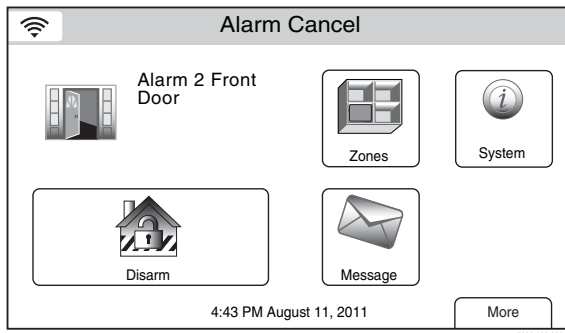 Alarm Cancel
Alarm 2 Front
Door
Zones
System
Disarm
Message
4:43 PM August 11, 2011
More